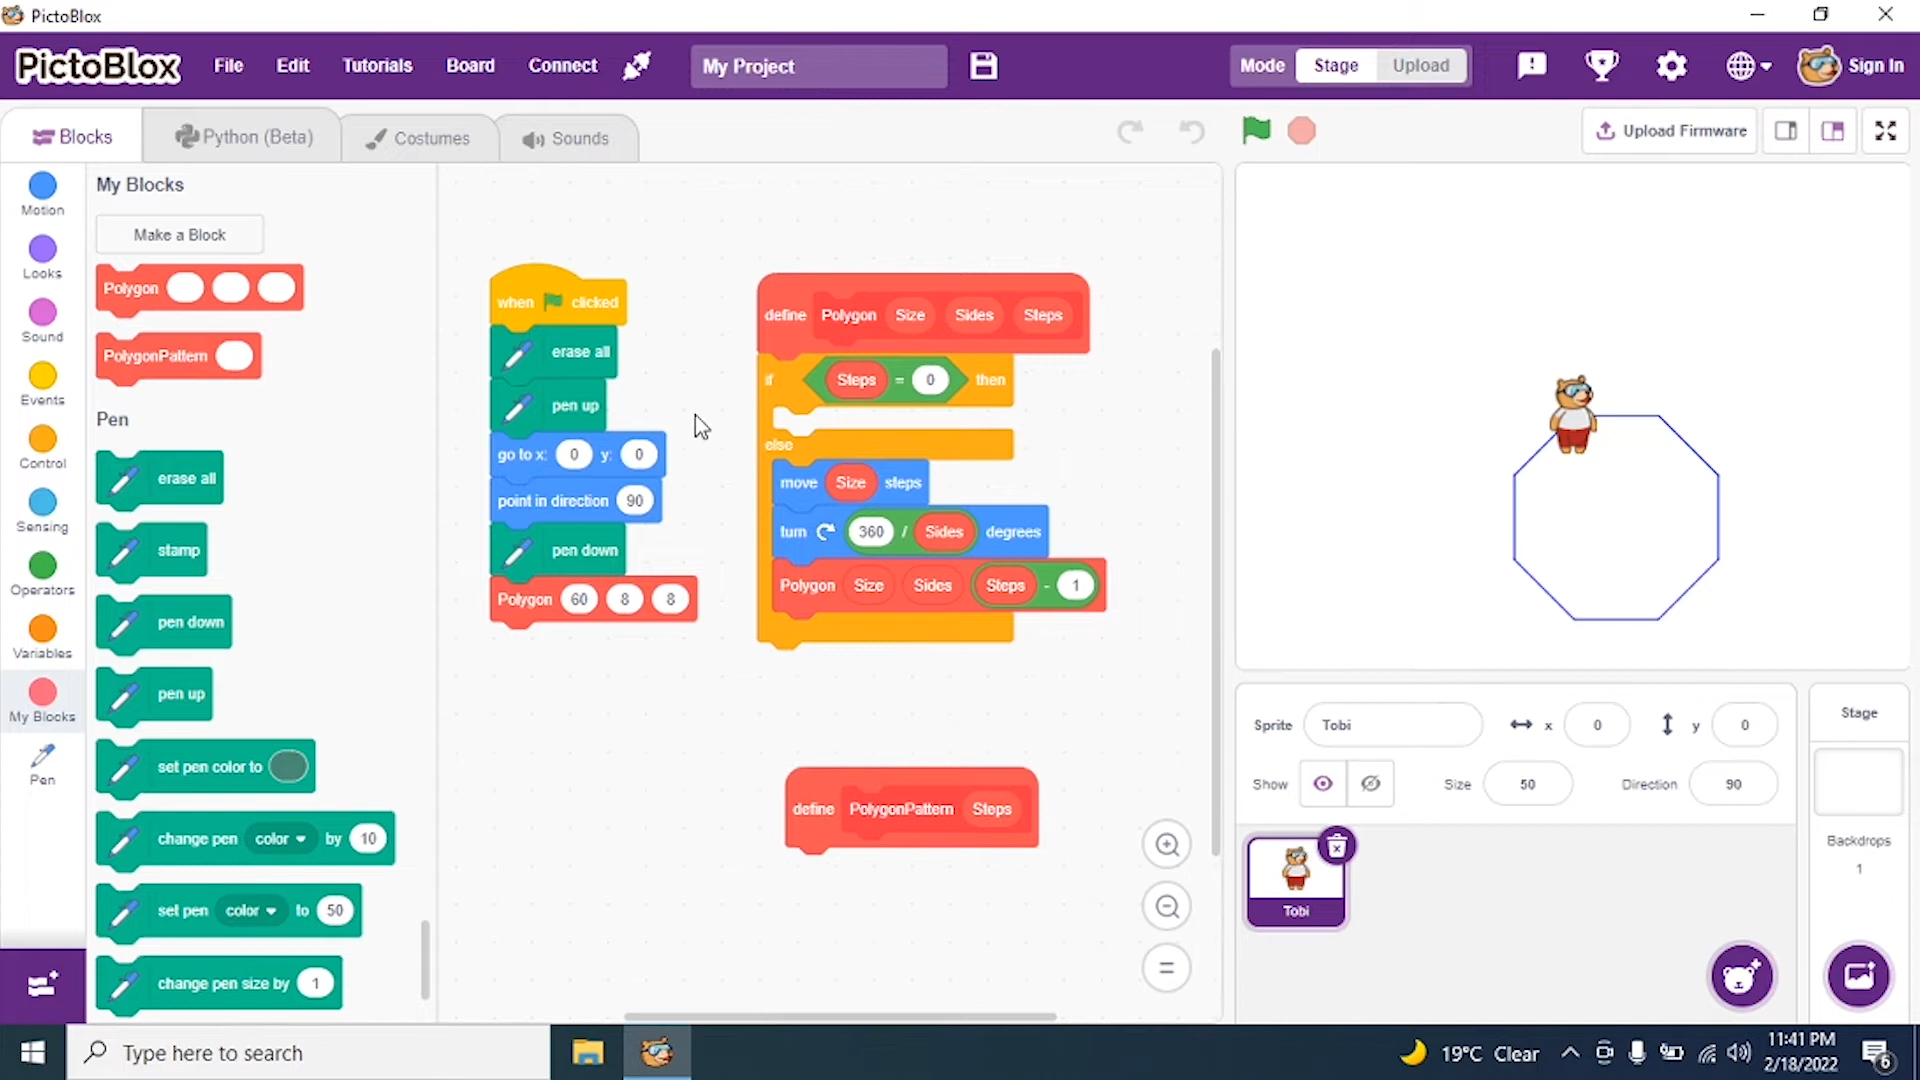 PictoBlox
PictoBlox File Edit Tutorials Board Connect My Project Mode Stage Upload Sign In
Blocks Python (Beta) Costumes Sounds Upload Firmware
Motion
Looks
Sound
Events
Control
Sensing
Operators
Variables
My Blocks
Pen
My Blocks
Make a Block
Polygon
PolygonPattern
Pen
erase all
stamp
pen down
pen up
set pen color to
change pen color by 10
set pen color to 50
change pen size by 1
when clicked
erase all
pen up
go to x: 0 y: 0
point in direction 90
pen down
Polygon 60 8 8
define Polygon Size Sides Steps
if Steps = 0 then
else
move Size steps
turn 360 / Sides degrees
Polygon Size Sides Steps - 1
define PolygonPattern Steps
Sprite Tobi x 0 y 0
Show Size 50 Direction 90
Tobi
Stage
Backdrops
1
Type here to search
19°C Clear
11:41 PM
2/18/2022
6